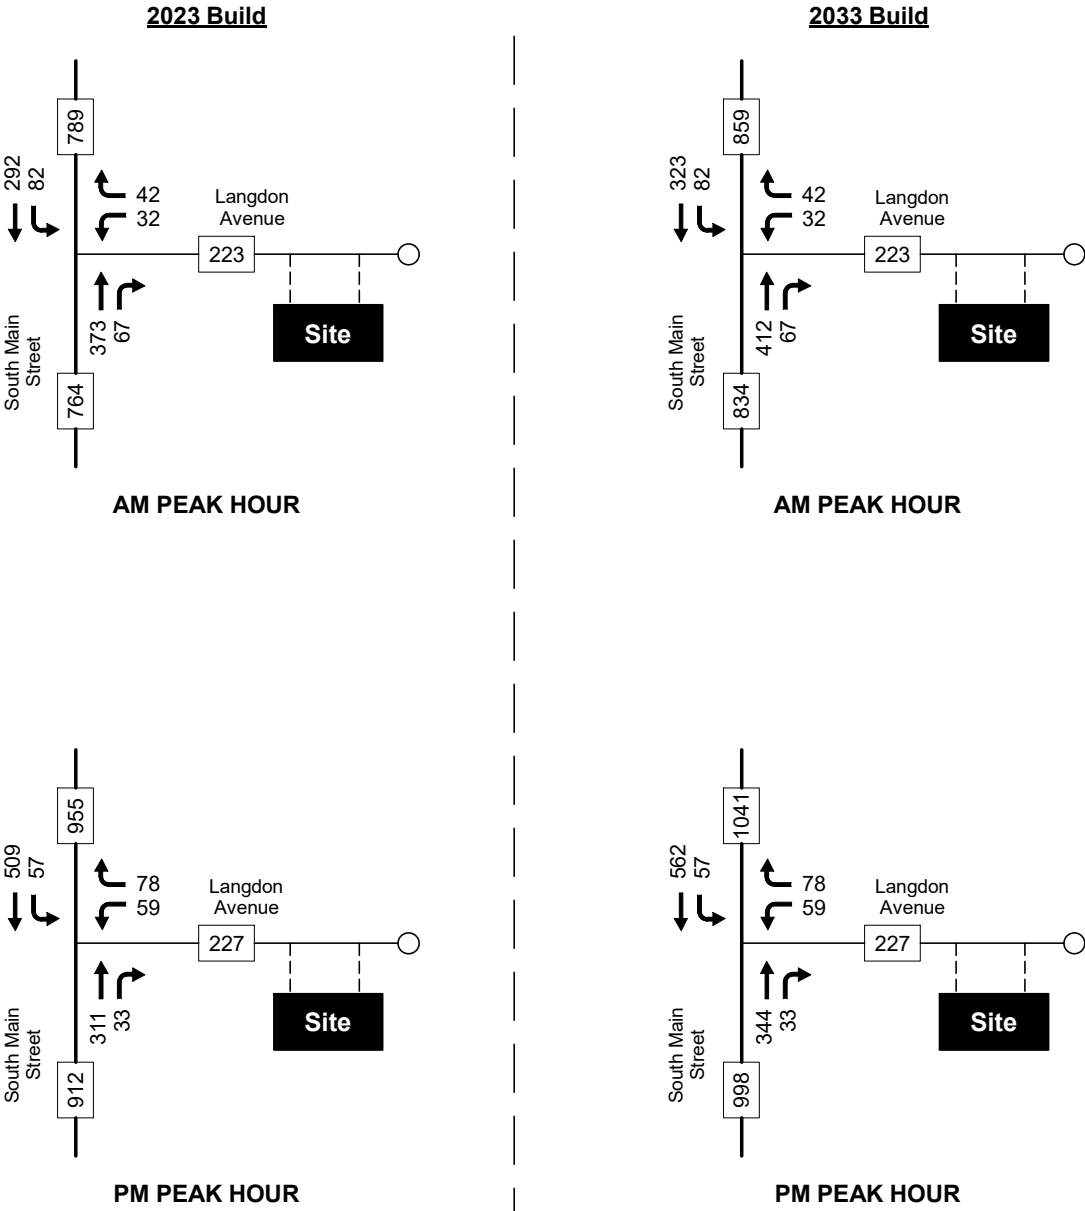 2023 Build
789
292
82
42
32
Langdon
Avenue
223
373
67
Site
South Main
Street
764
AM PEAK HOUR
2033 Build
859
323
82
42
32
Langdon
Avenue
223
412
67
Site
South Main
Street
834
AM PEAK HOUR
955
509
57
78
59
Langdon
Avenue
227
311
33
Site
South Main
Street
912
PM PEAK HOUR
1041
562
57
78
59
Langdon
Avenue
227
344
33
Site
South Main
Street
998
PM PEAK HOUR